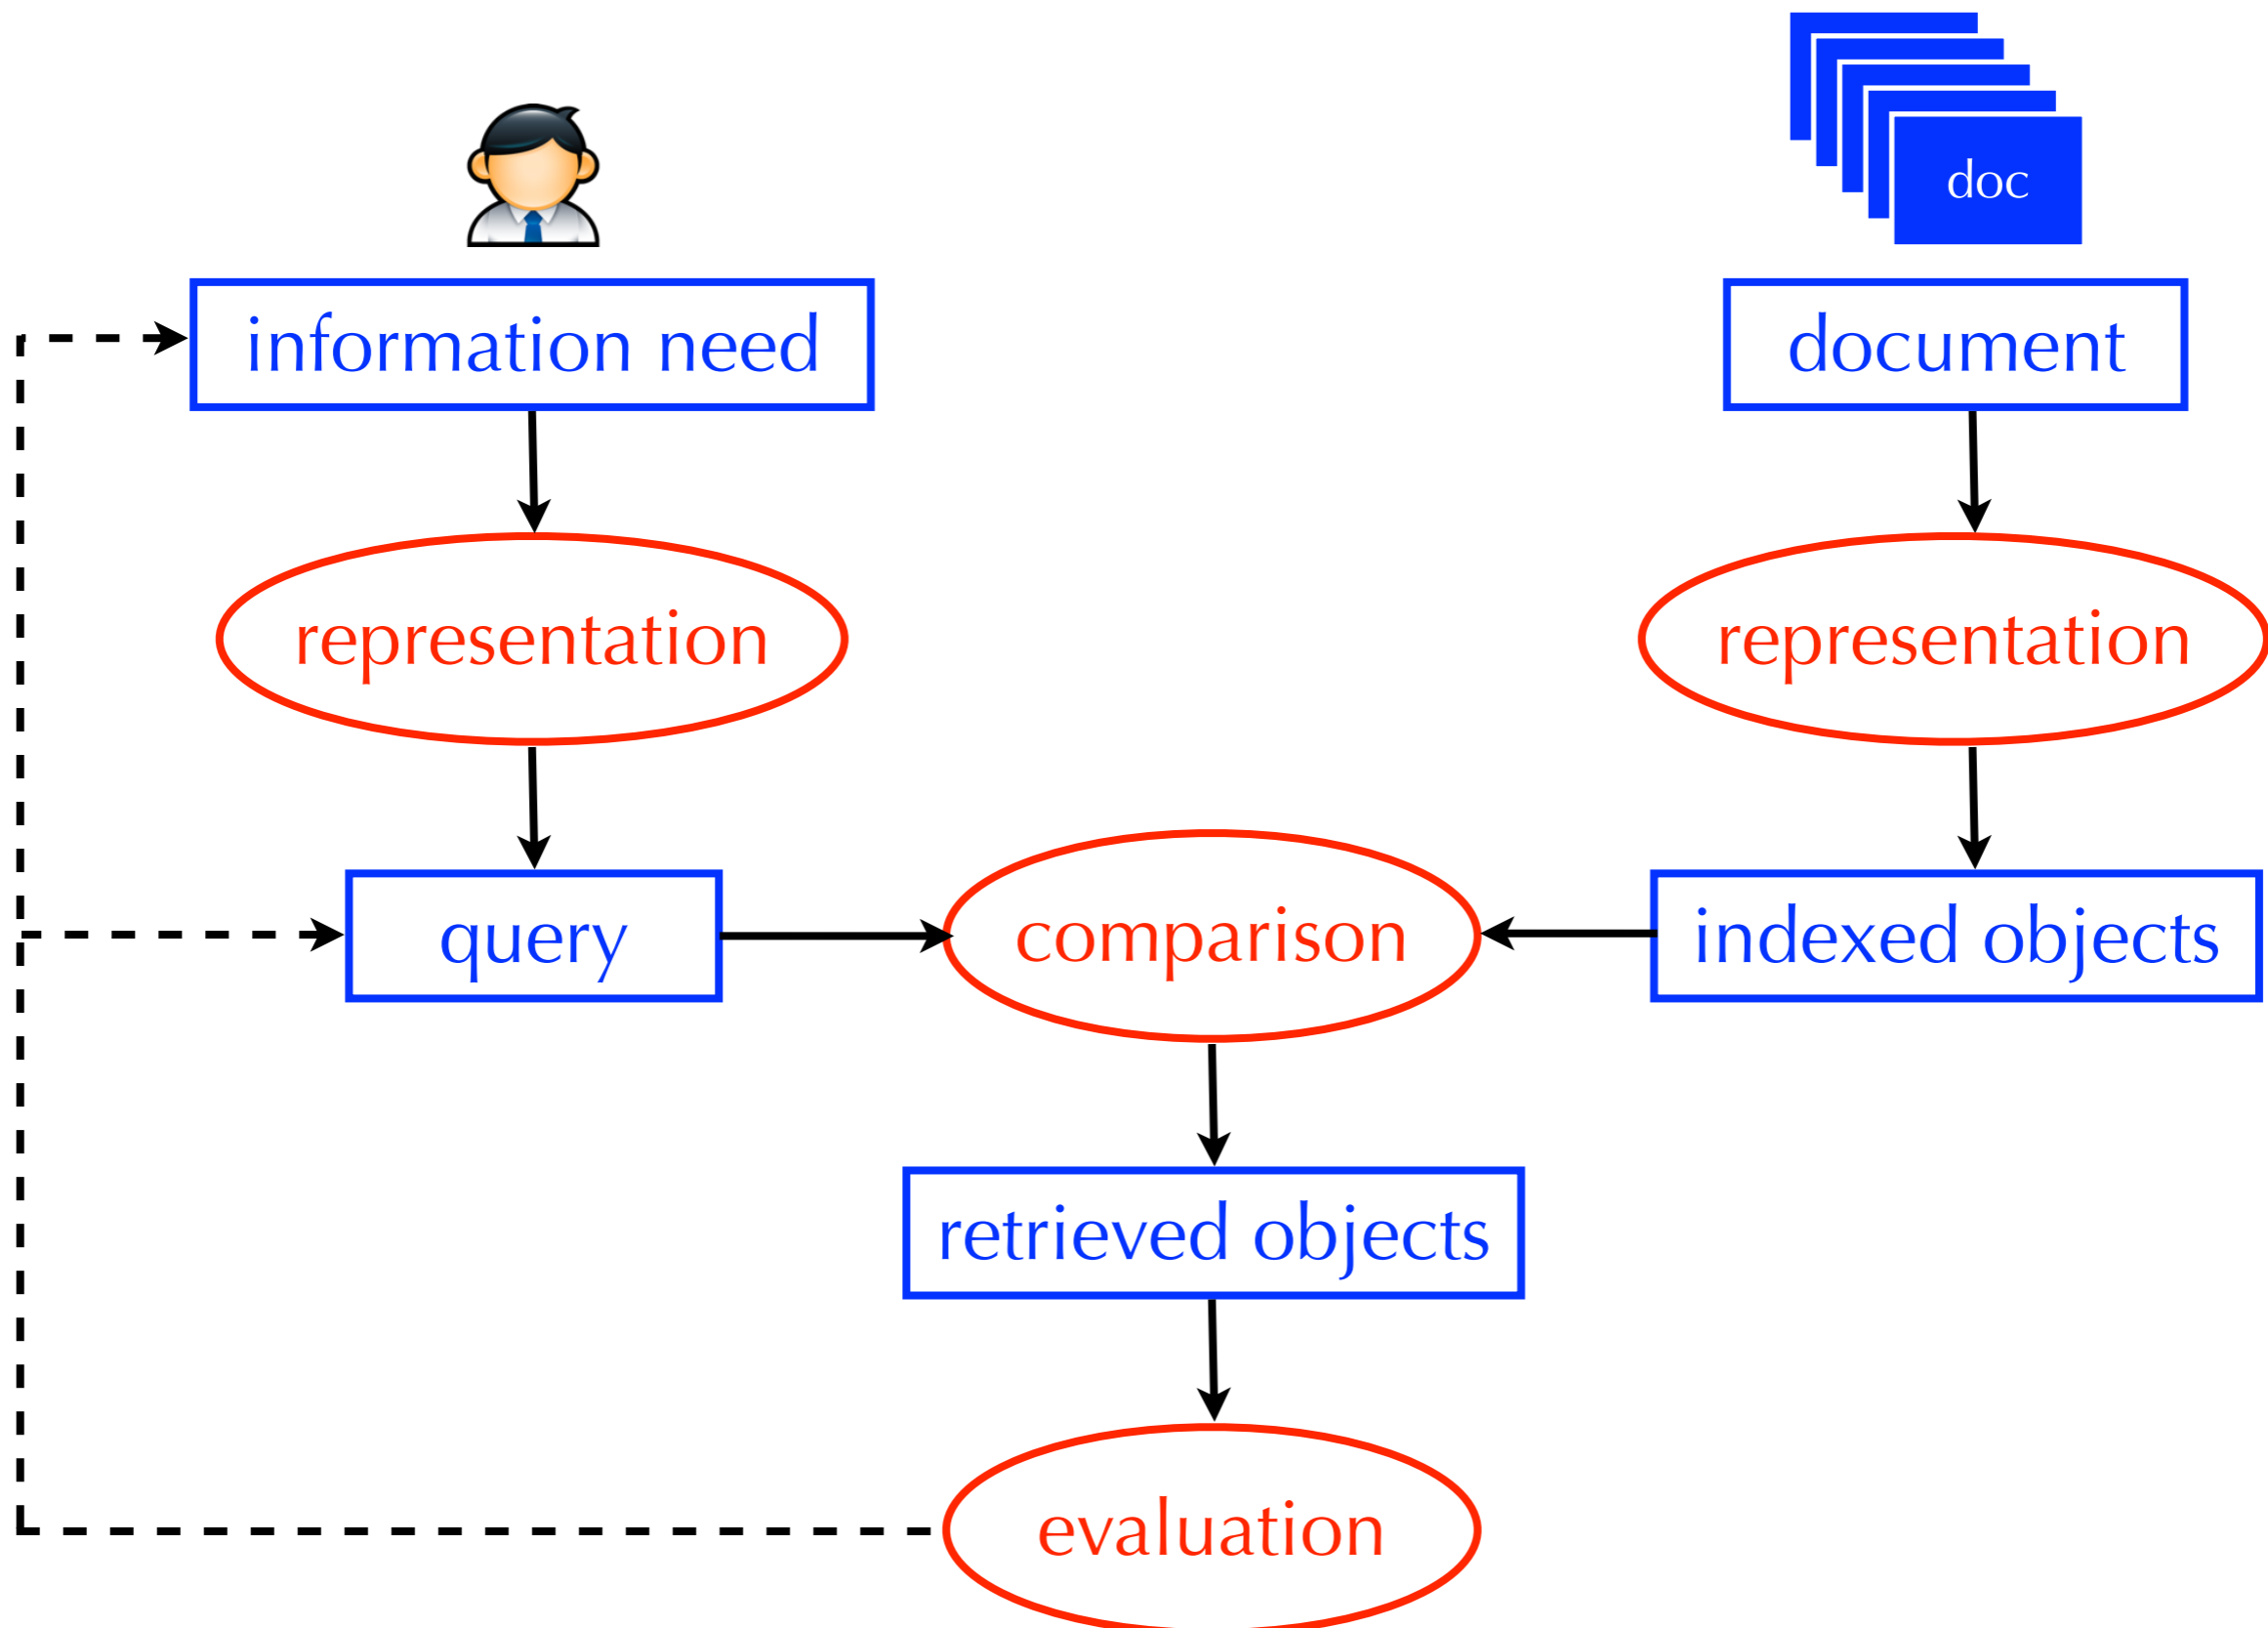 doc
information need
document
representation
representation
query
comparison
indexed objects
retrieved objects
evaluation